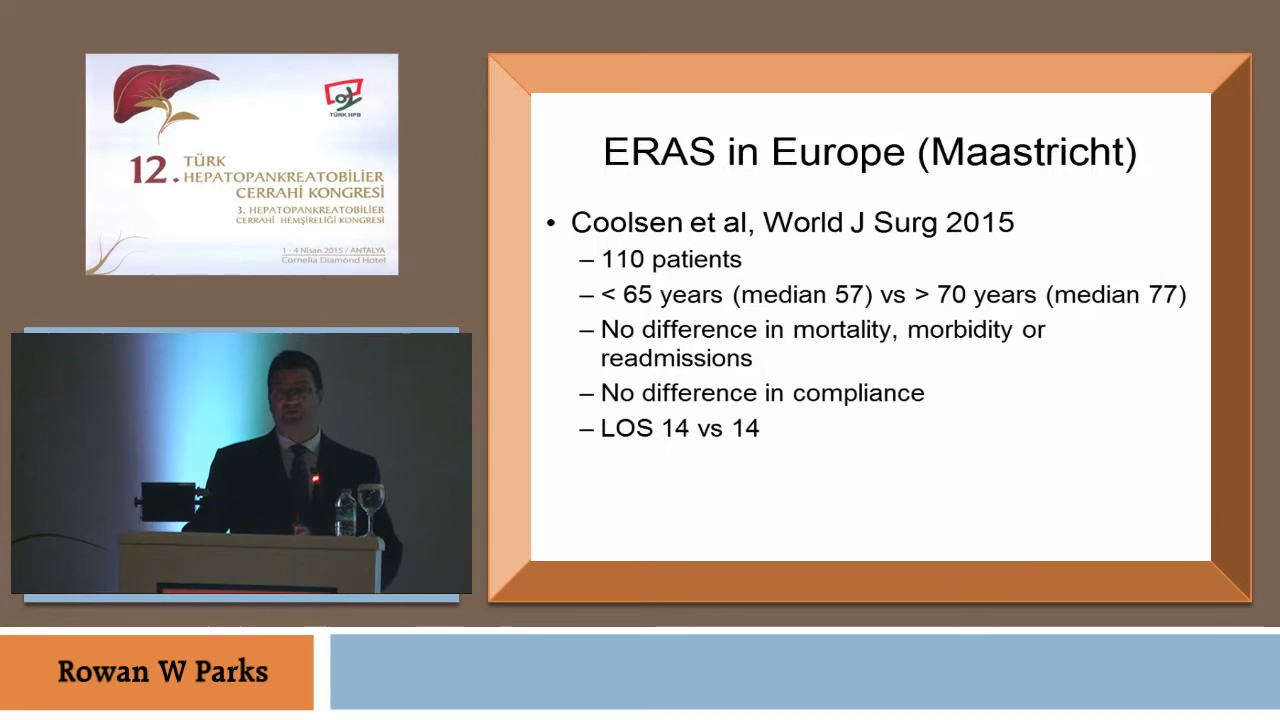 TÜRK HPB
12. TÜRK
HEPATOPANKREATOBİLİER
CERRAHİ KONGRESİ
3. HEPATOPANKREATOBİLİER
CERRAHİ HEMŞİRELİĞİ KONGRESİ
1 - 4 Nisan 2015 / ANTALYA
Cornelia Diamond Hotel
ERAS in Europe (Maastricht)
• Coolsen et al, World J Surg 2015
– 110 patients
– < 65 years (median 57) vs > 70 years (median 77)
– No difference in mortality, morbidity or
readmissions
– No difference in compliance
– LOS 14 vs 14
Rowan W Parks